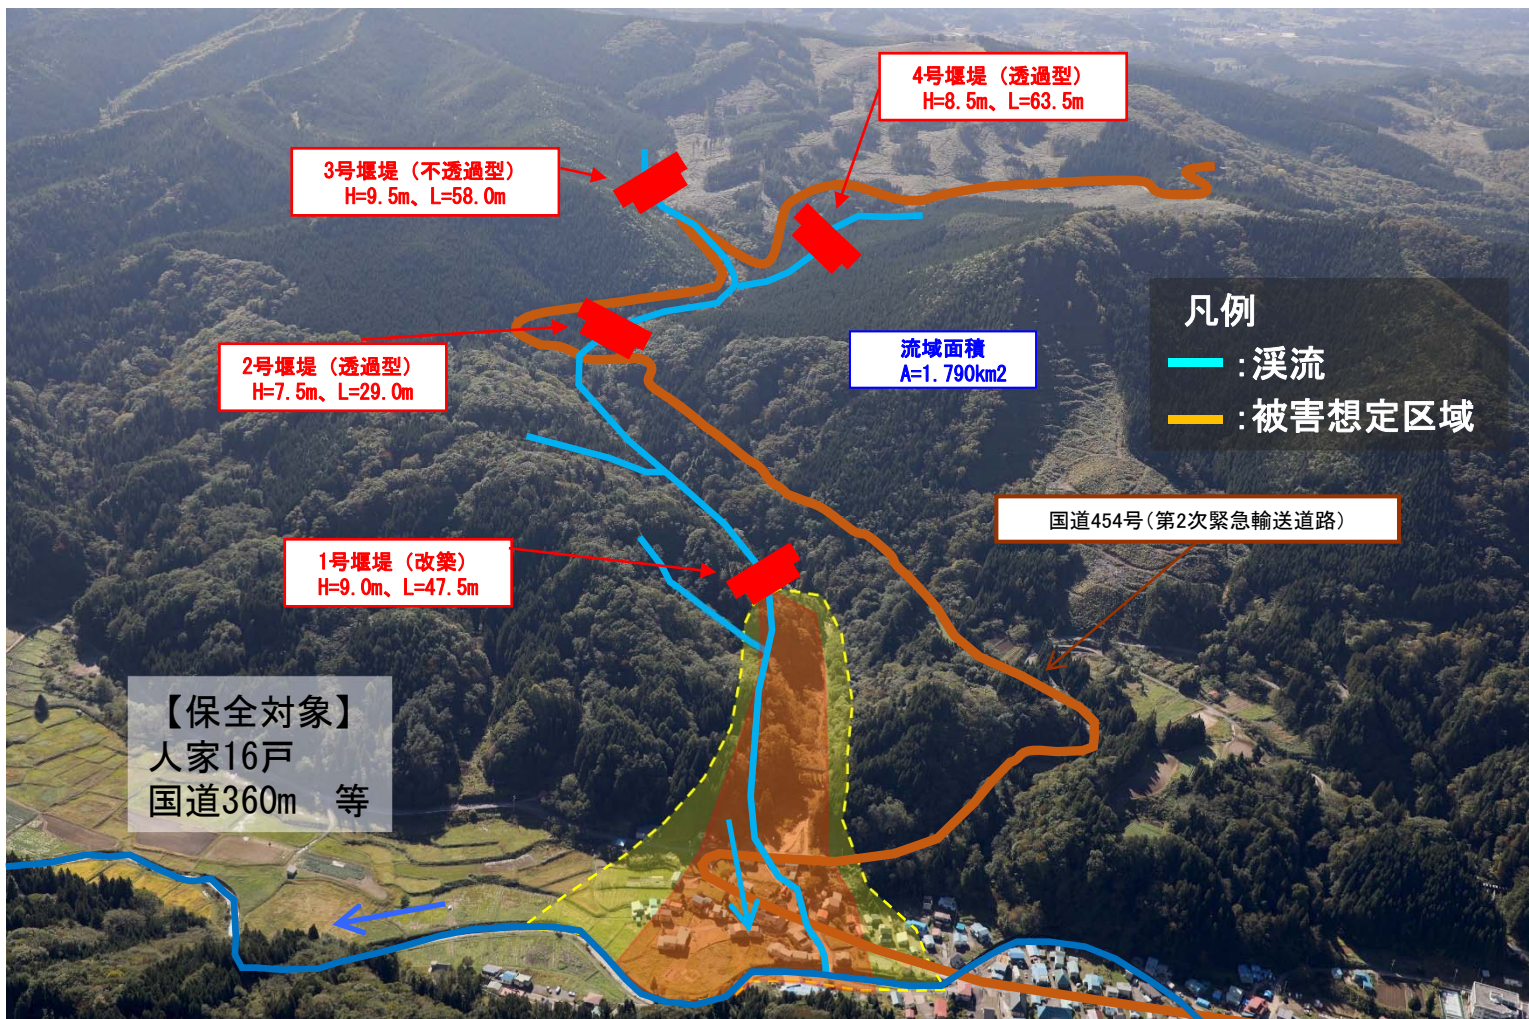 4号堰堤（透過型）
H=8.5m、L=63.5m
3号堰堤（不透過型）
H=9.5m、L=58.0m
2号堰堤（透過型）
H=7.5m、L=29.0m
流域面積
A=1.790km2
凡例
：渓流
：被害想定区域
国道454号（第2次緊急輸送道路）
1号堰堤（改築）
H=9.0m、L=47.5m
【保全対象】
人家16戸
国道360m　等